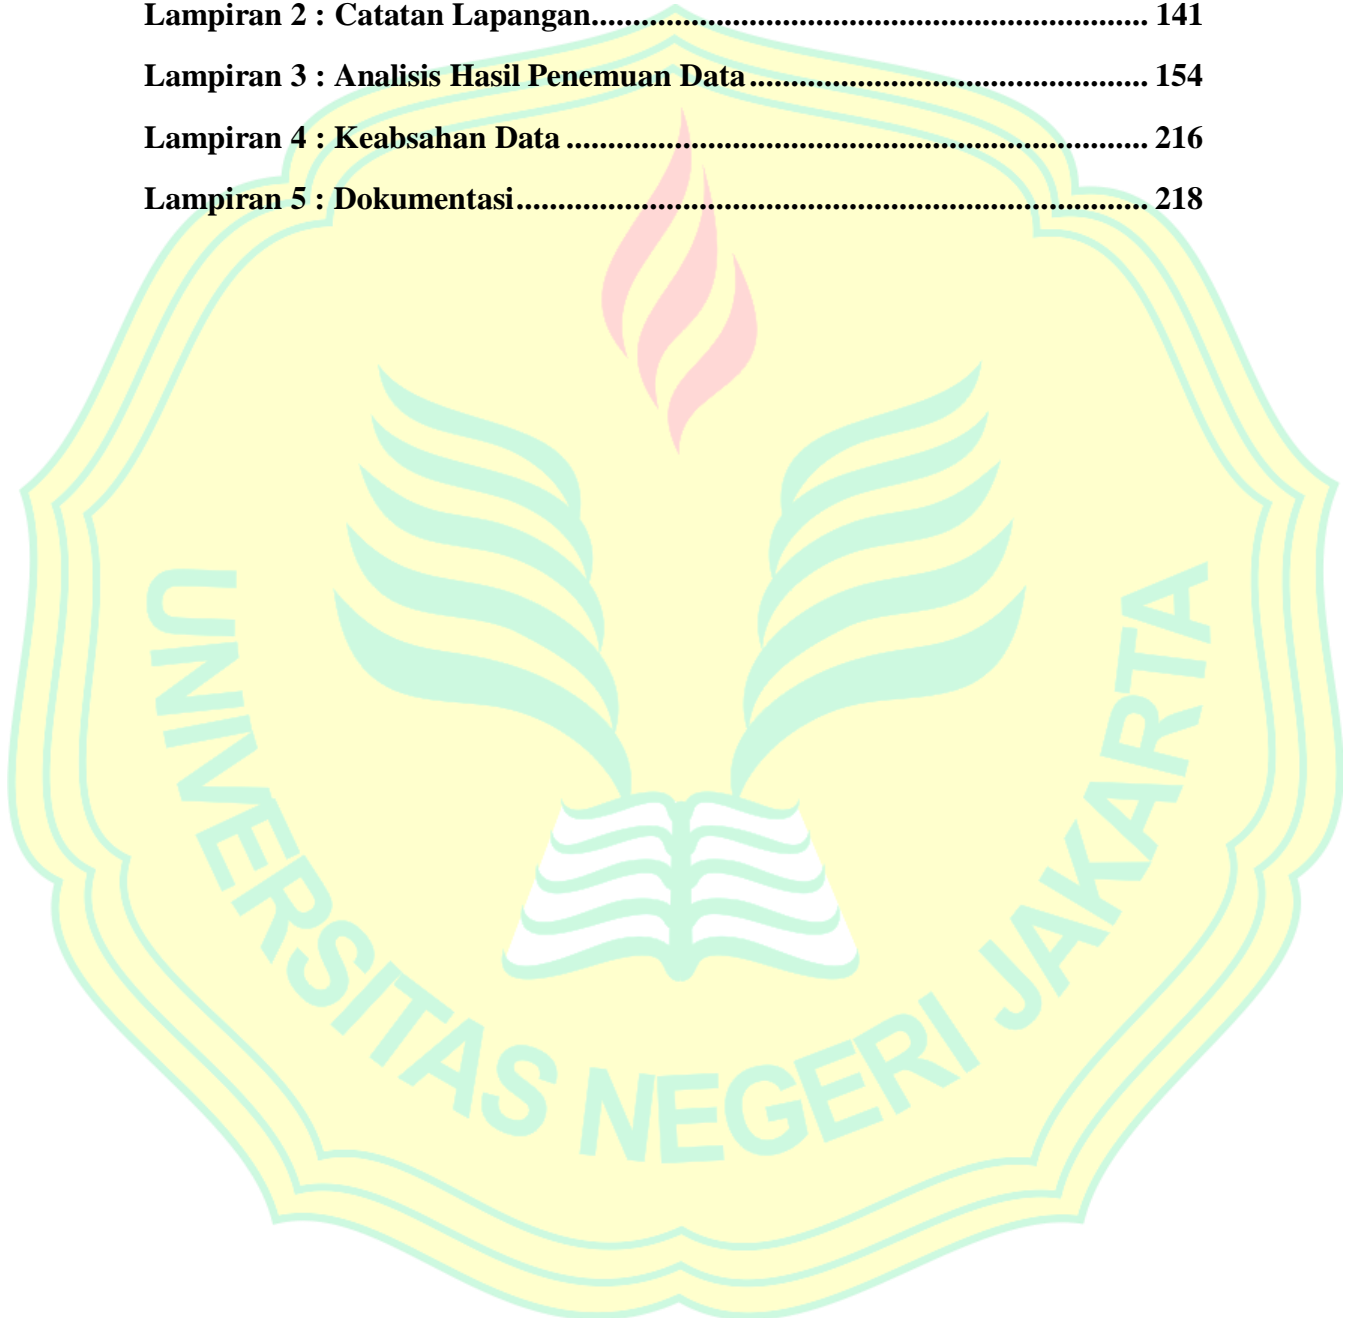 Lampiran 2 : Catatan Lapangan.................................................................... 141
Lampiran 3 : Analisis Hasil Penemuan Data ................................................ 154
Lampiran 4 : Keabsahan Data ...................................................................... 216
Lampiran 5 : Dokumentasi............................................................................ 218
UNIVERSITAS NEGERI JAKARTA